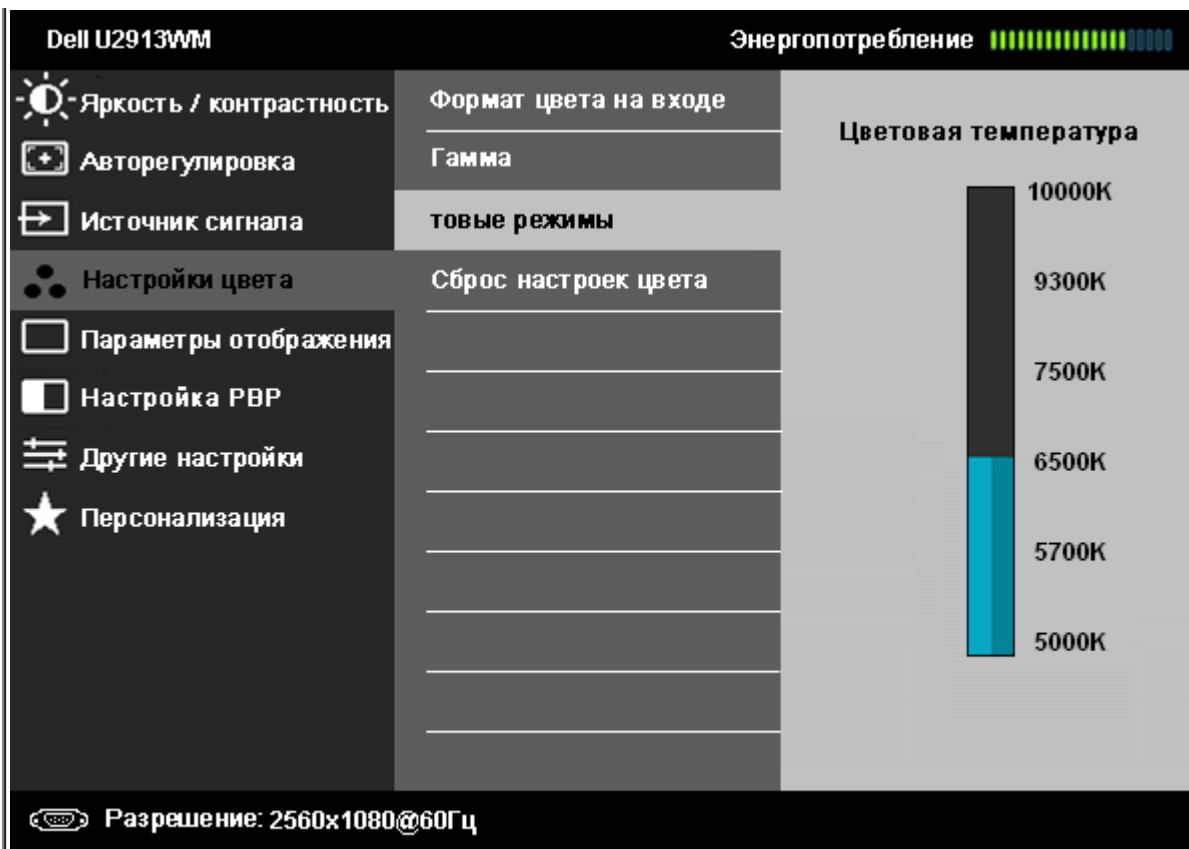 Dell U2913WM
Энергопотребление
Яркость / контрастность
Авторегулировка
Источник сигнала
Настройки цвета
Параметры отображения
Настройка PBP
Другие настройки
Персонализация
Формат цвета на входе
Гамма
товые режимы
Сброс настроек цвета
Цветовая температура
10000K
9300K
7500K
6500K
5700K
5000K
Разрешение: 2560x1080@60Гц